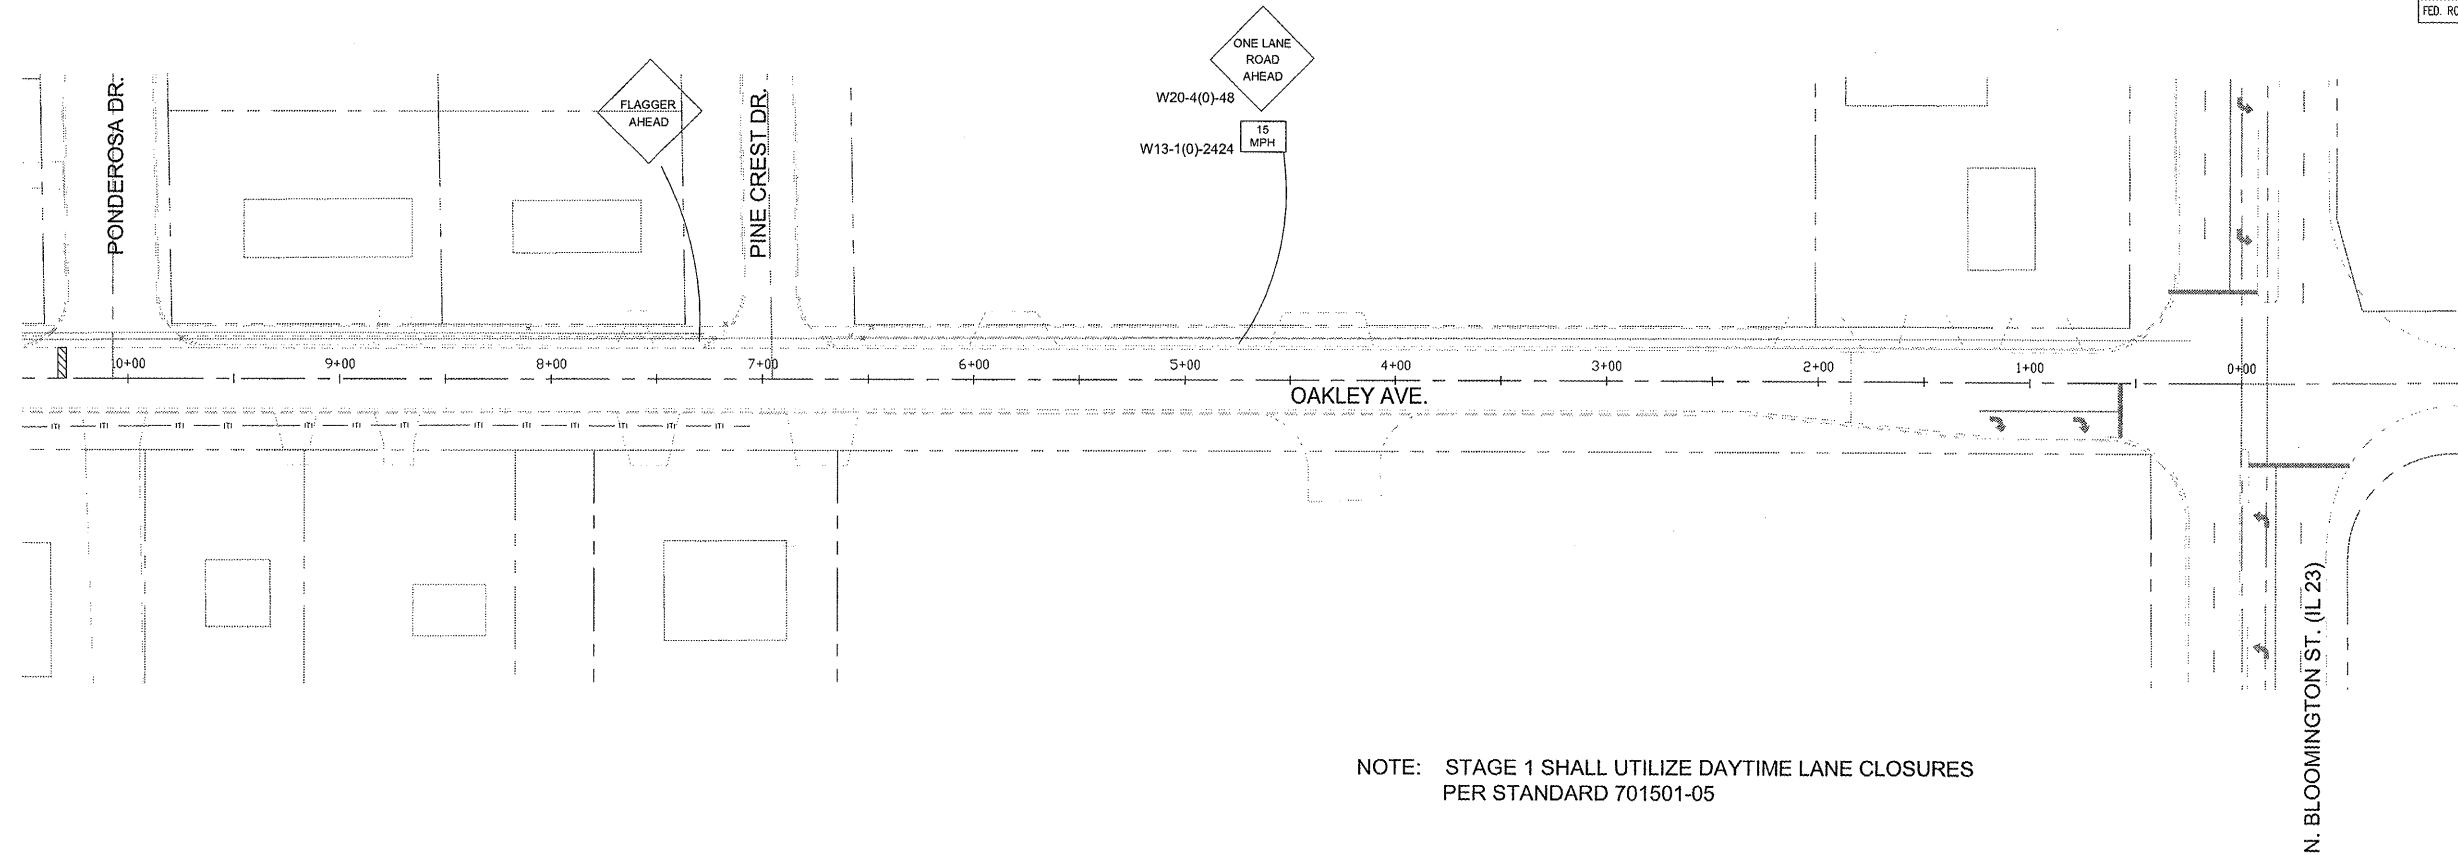 FED. RO
ONE LANE
ROAD
AHEAD
W20-4(0)-48
15
MPH
W13-1(0)-2424
FLAGGER
AHEAD
PONDEROSA DR.
PINE CREST DR.
0+00
9+00
8+00
7+00
6+00
5+00
4+00
3+00
2+00
1+00
0+00
OAKLEY AVE.
N. BLOOMINGTON ST. (IL 23)
NOTE: STAGE 1 SHALL UTILIZE DAYTIME LANE CLOSURES
PER STANDARD 701501-05